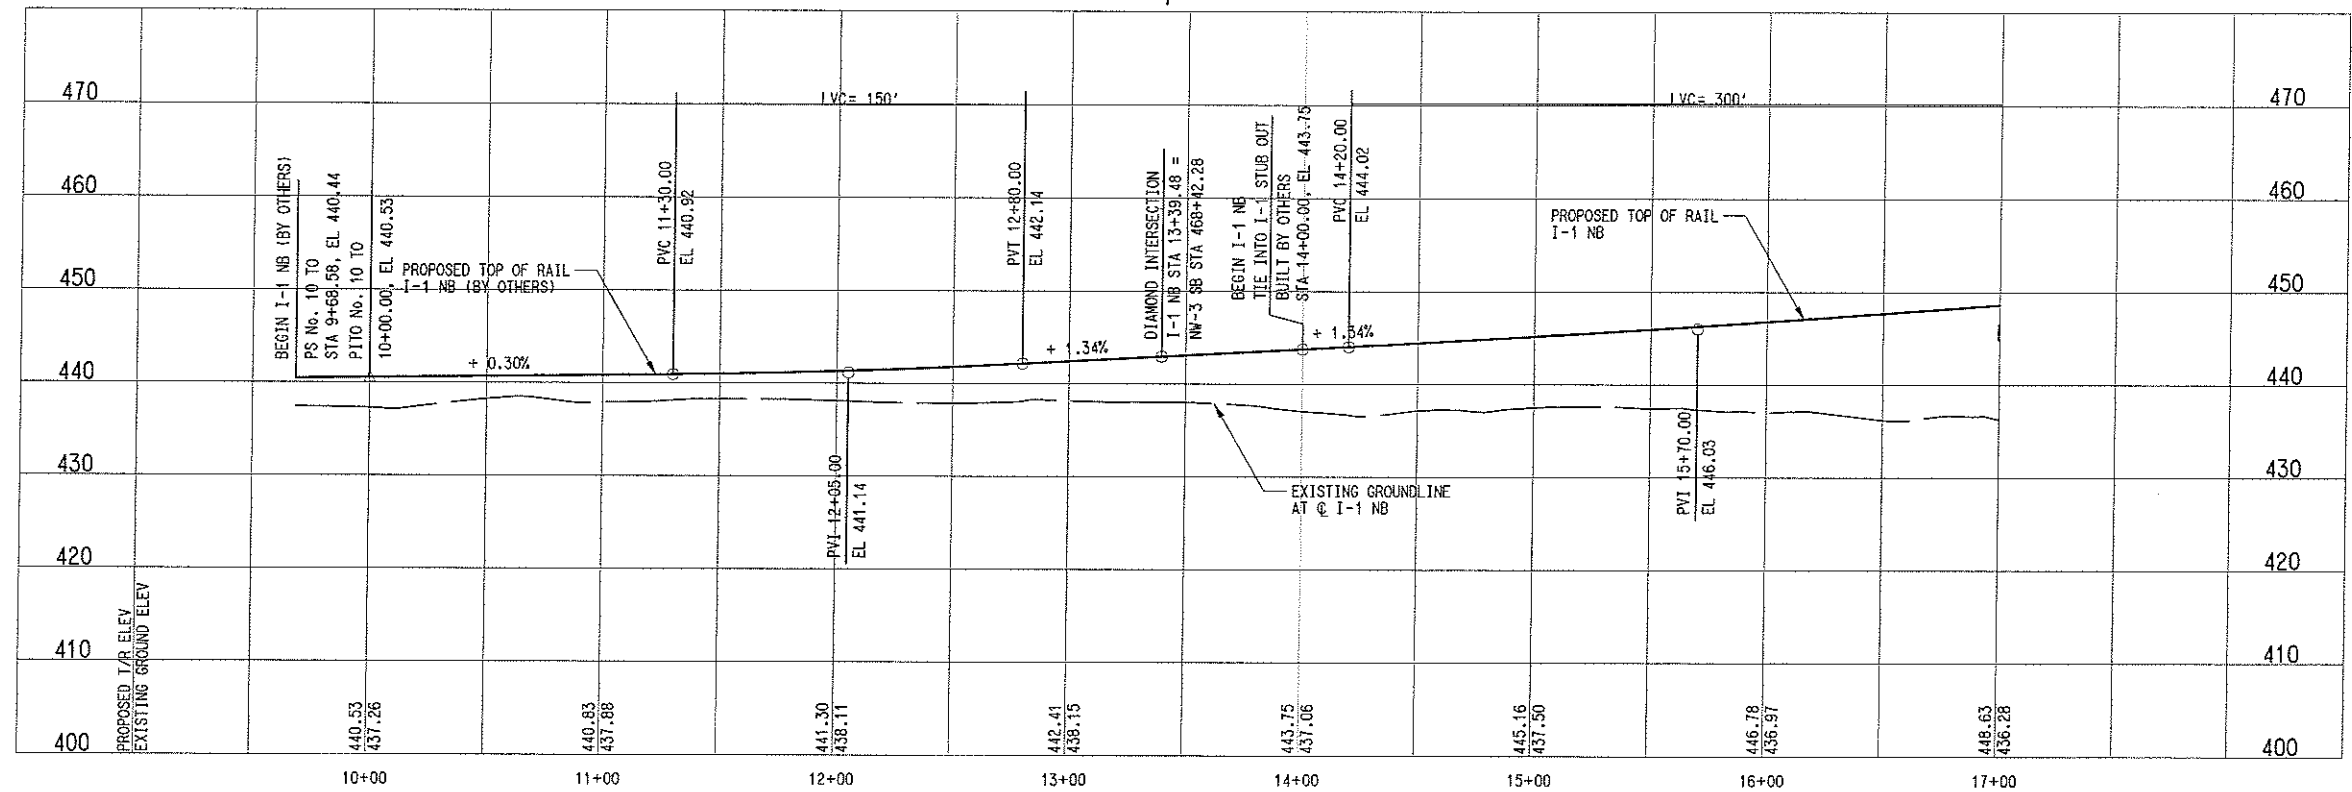 470
LVC= 150'
LVC= 300'
470
460
460
450
450
440
440
430
430
420
420
410
410
400
400
BEGIN I-1 NB (BY OTHERS)
PS No. 10 TO
STA 9+68.58, EL 440.44
PITO No. 10 TO
10+00.00, EL 440.53
PROPOSED TOP OF RAIL
I-1 NB (BY OTHERS)
+ 0.30%
PVC 11+30.00
EL 440.92
PVI 12+05.00
EL 441.14
PVT 12+80.00
EL 442.14
+ 1.34%
DIAMOND INTERSECTION
I-1 NB STA 13+39.48 =
NW-3 SB STA 468+42.28
BEGIN I-1 NB
TIE INTO I-1 STUB OUT
BUILT BY OTHERS
STA 14+00.00, EL 443.75
+ 1.34%
PVC 14+20.00
EL 444.02
PROPOSED TOP OF RAIL
I-1 NB
PVI 15+70.00
EL 446.03
EXISTING GROUNDLINE
AT ℄ I-1 NB
PROPOSED T/R ELEV
EXISTING GROUND ELEV
440.53
437.26
440.83
437.88
441.30
438.11
442.41
438.15
443.75
437.06
445.16
437.50
446.78
436.97
448.63
436.28
10+00
11+00
12+00
13+00
14+00
15+00
16+00
17+00